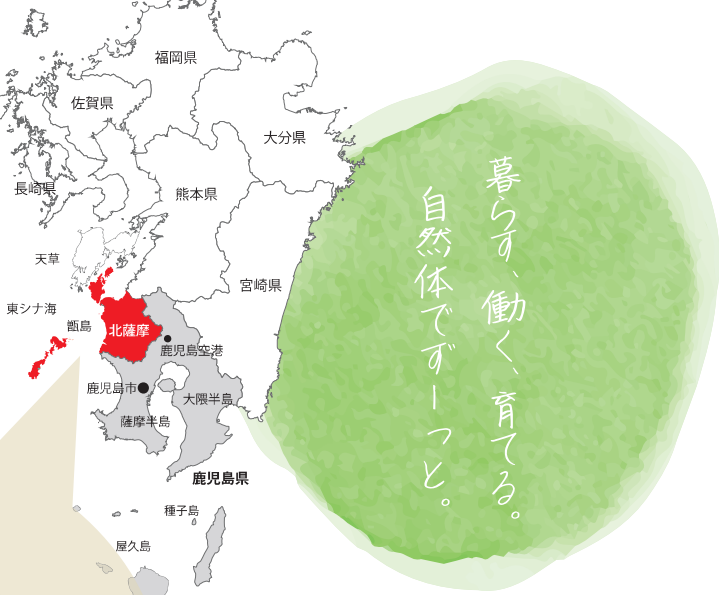 福岡県
佐賀県
大分県
長崎県
熊本県
天草
宮崎県
東シナ海
甑島
北薩摩
鹿児島空港
鹿児島市
大隈半島
薩摩半島
鹿児島県
種子島
屋久島
暮らす、働く、育てる。
自然体でずーっと。